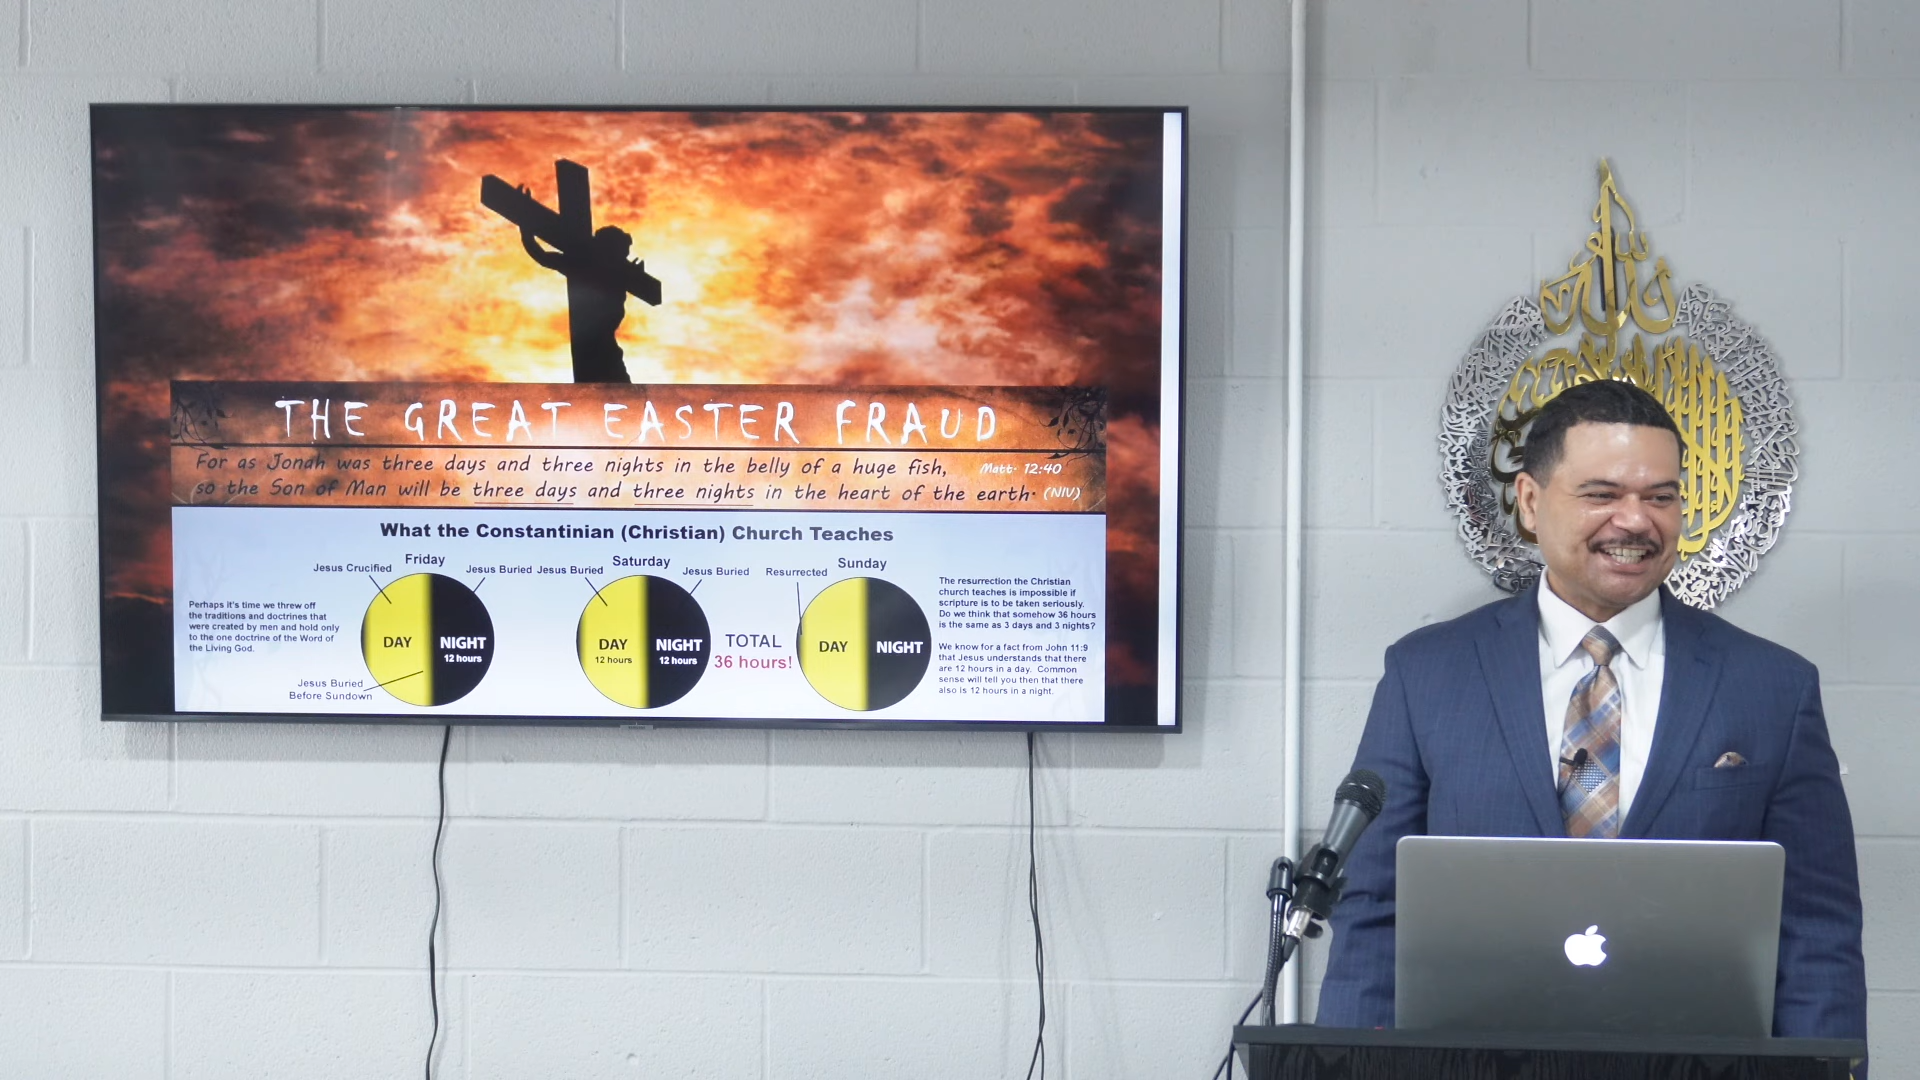 THE GREAT EASTER FRAUD
For as Jonah was three days and three nights in the belly of a huge fish, Matt. 12:40
so the Son of Man will be three days and three nights in the heart of the earth. (NIV)
What the Constantinian (Christian) Church Teaches
Friday
Jesus Crucified
Jesus Buried
DAY
NIGHT
12 hours
Jesus Buried
Before Sundown
Perhaps it's time we threw off
the traditions and doctrines that
were created by men and hold only
to the one doctrine of the Word of
the Living God.
Saturday
Jesus Buried
Jesus Buried
DAY
12 hours
NIGHT
12 hours
TOTAL
36 hours!
Sunday
Resurrected
DAY
NIGHT
The resurrection the Christian
church teaches is impossible if
scripture is to be taken seriously.
Do we think that somehow 36 hours
is the same as 3 days and 3 nights?
We know for a fact from John 11:9
that Jesus understands that there
are 12 hours in a day. Common
sense will tell you then that there
also is 12 hours in a night.